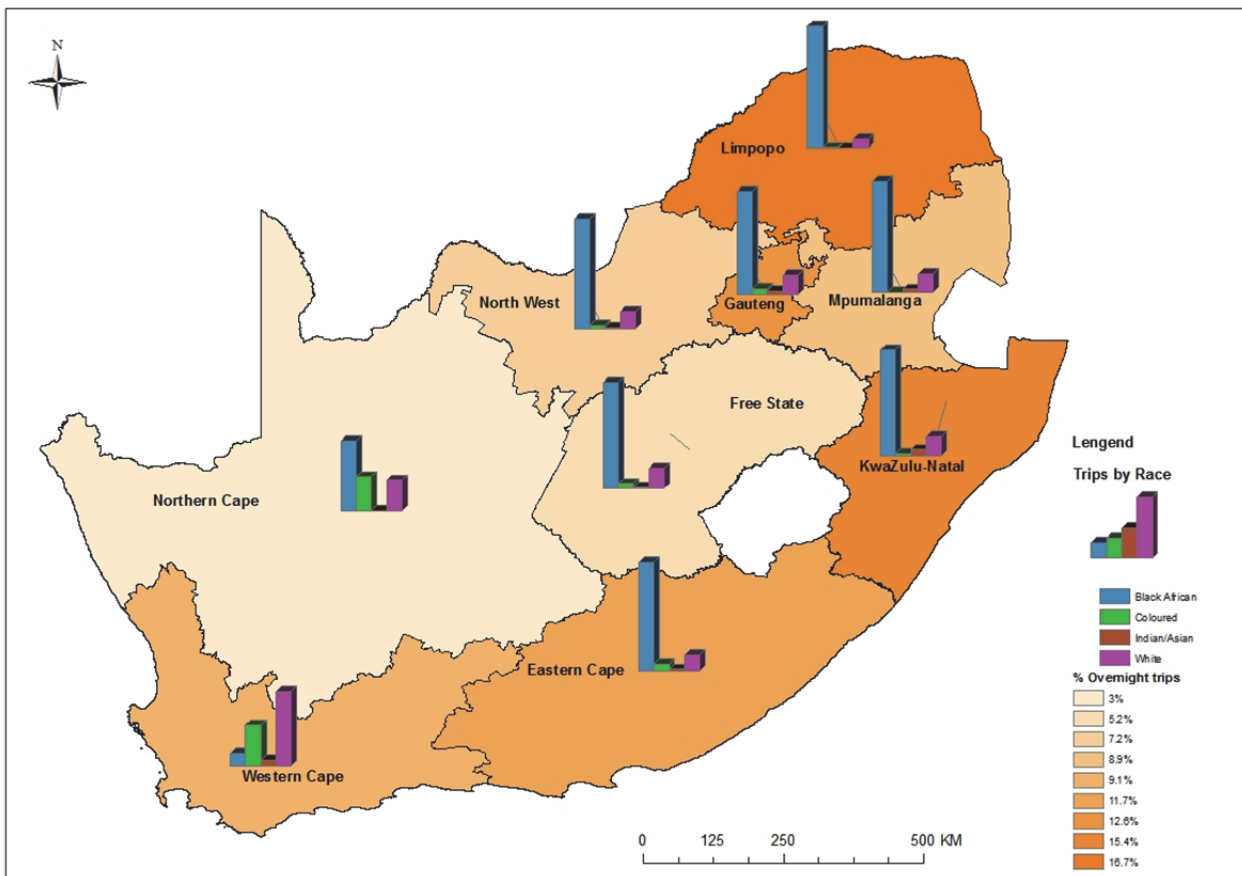 N
Limpopo
North West
Gauteng
Mpumalanga
Free State
KwaZulu-Natal
Northern Cape
Eastern Cape
Western Cape
Lengend
Trips by Race
Black African
Coloured
Indian/Asian
White
% Overnight trips
3%
5.2%
7.2%
8.9%
9.1%
11.7%
12.6%
15.4%
16.7%
0 125 250 500 KM